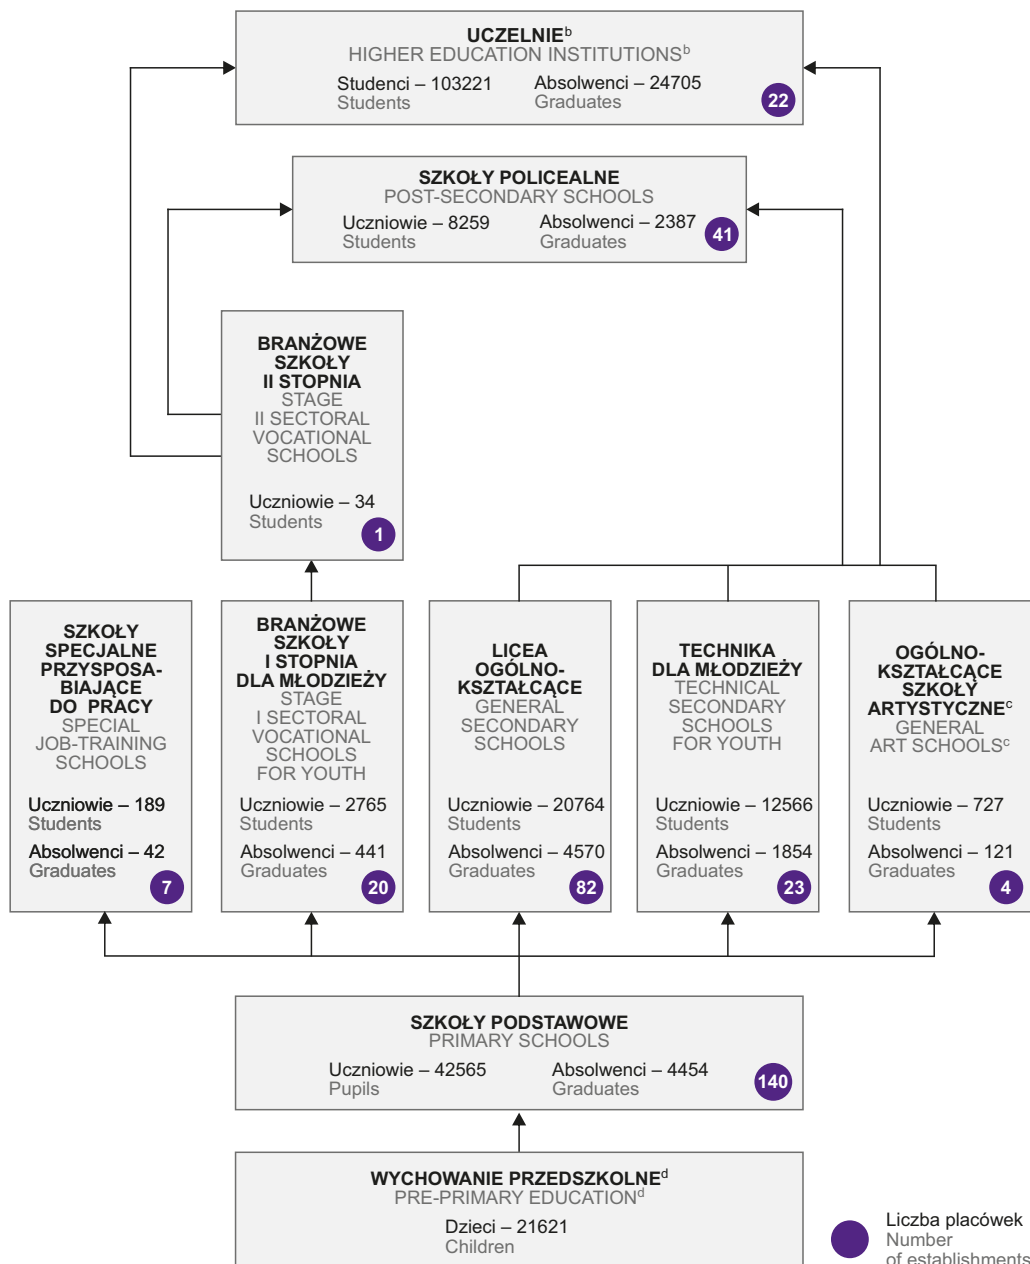 UCZELNIEᵇ
HIGHER EDUCATION INSTITUTIONSᵇ
Studenci – 103221
Students
Absolwenci – 24705
Graduates
22
SZKOŁY POLICEALNE
POST-SECONDARY SCHOOLS
Uczniowie – 8259
Students
Absolwenci – 2387
Graduates
41
BRANŻOWE
SZKOŁY
II STOPNIA
STAGE
II SECTORAL
VOCATIONAL
SCHOOLS
Uczniowie – 34
Students
1
SZKOŁY
SPECJALNE
PRZYSPOSA-
BIAJĄCE
DO PRACY
SPECIAL
JOB-TRAINING
SCHOOLS
Uczniowie – 189
Students
Absolwenci – 42
Graduates
7
BRANŻOWE
SZKOŁY
I STOPNIA
DLA MŁODZIEŻY
STAGE
I SECTORAL
VOCATIONAL
SCHOOLS
FOR YOUTH
Uczniowie – 2765
Students
Absolwenci – 441
Graduates
20
LICEA
OGÓLNO-
KSZTAŁCĄCE
GENERAL
SECONDARY
SCHOOLS
Uczniowie – 20764
Students
Absolwenci – 4570
Graduates
82
TECHNIKA
DLA MŁODZIEŻY
TECHNICAL
SECONDARY
SCHOOLS
FOR YOUTH
Uczniowie – 12566
Students
Absolwenci – 1854
Graduates
23
OGÓLNO-
KSZTAŁCĄCE
SZKOŁY
ARTYSTYCZNEᶜ
GENERAL
ART SCHOOLSᶜ
Uczniowie – 727
Students
Absolwenci – 121
Graduates
4
SZKOŁY PODSTAWOWE
PRIMARY SCHOOLS
Uczniowie – 42565
Pupils
Absolwenci – 4454
Graduates
140
WYCHOWANIE PRZEDSZKOLNEᵈ
PRE-PRIMARY EDUCATIONᵈ
Dzieci – 21621
Children
Liczba placówek
Number
of establishments